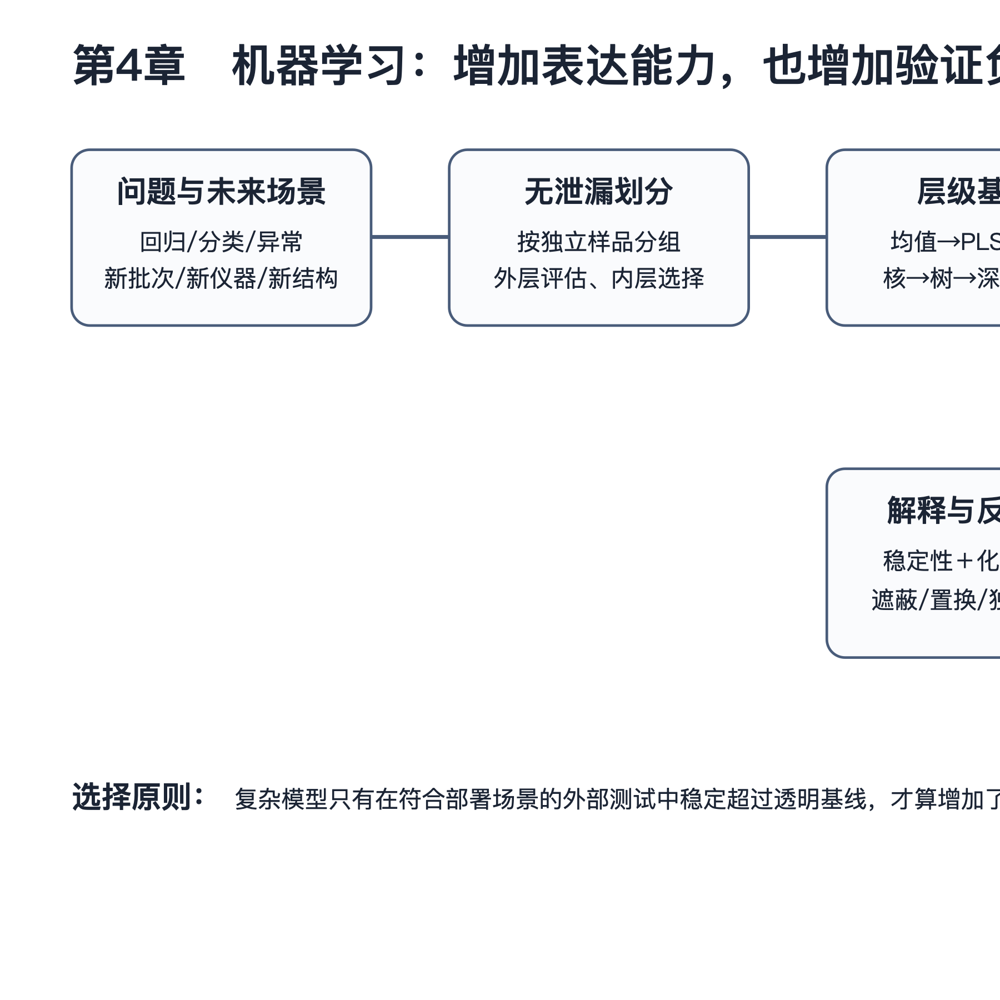 第4章　机器学习：增加表达能力，也增加验证
问题与未来场景
回归/分类/异常
新批次/新仪器/新结构
无泄漏划分
按独立样品分组
外层评估、内层选择
层级基
均值→PLS
核→树→深
解释与反
稳定性＋化
遮蔽/置换/独
选择原则： 复杂模型只有在符合部署场景的外部测试中稳定超过透明基线，才算增加了